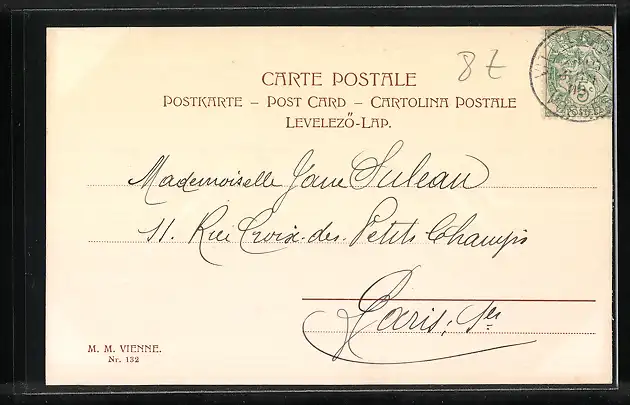 8 t
CARTE POSTALE
POSTKARTE – POST CARD – CARTOLINA POSTALE
LEVELEZŐ-LAP.
Mademoiselle Jane Suleau
11. Rue Croix-des-Petits Champs
Paris, 1er
M. M. VIENNE.
Nr. 132